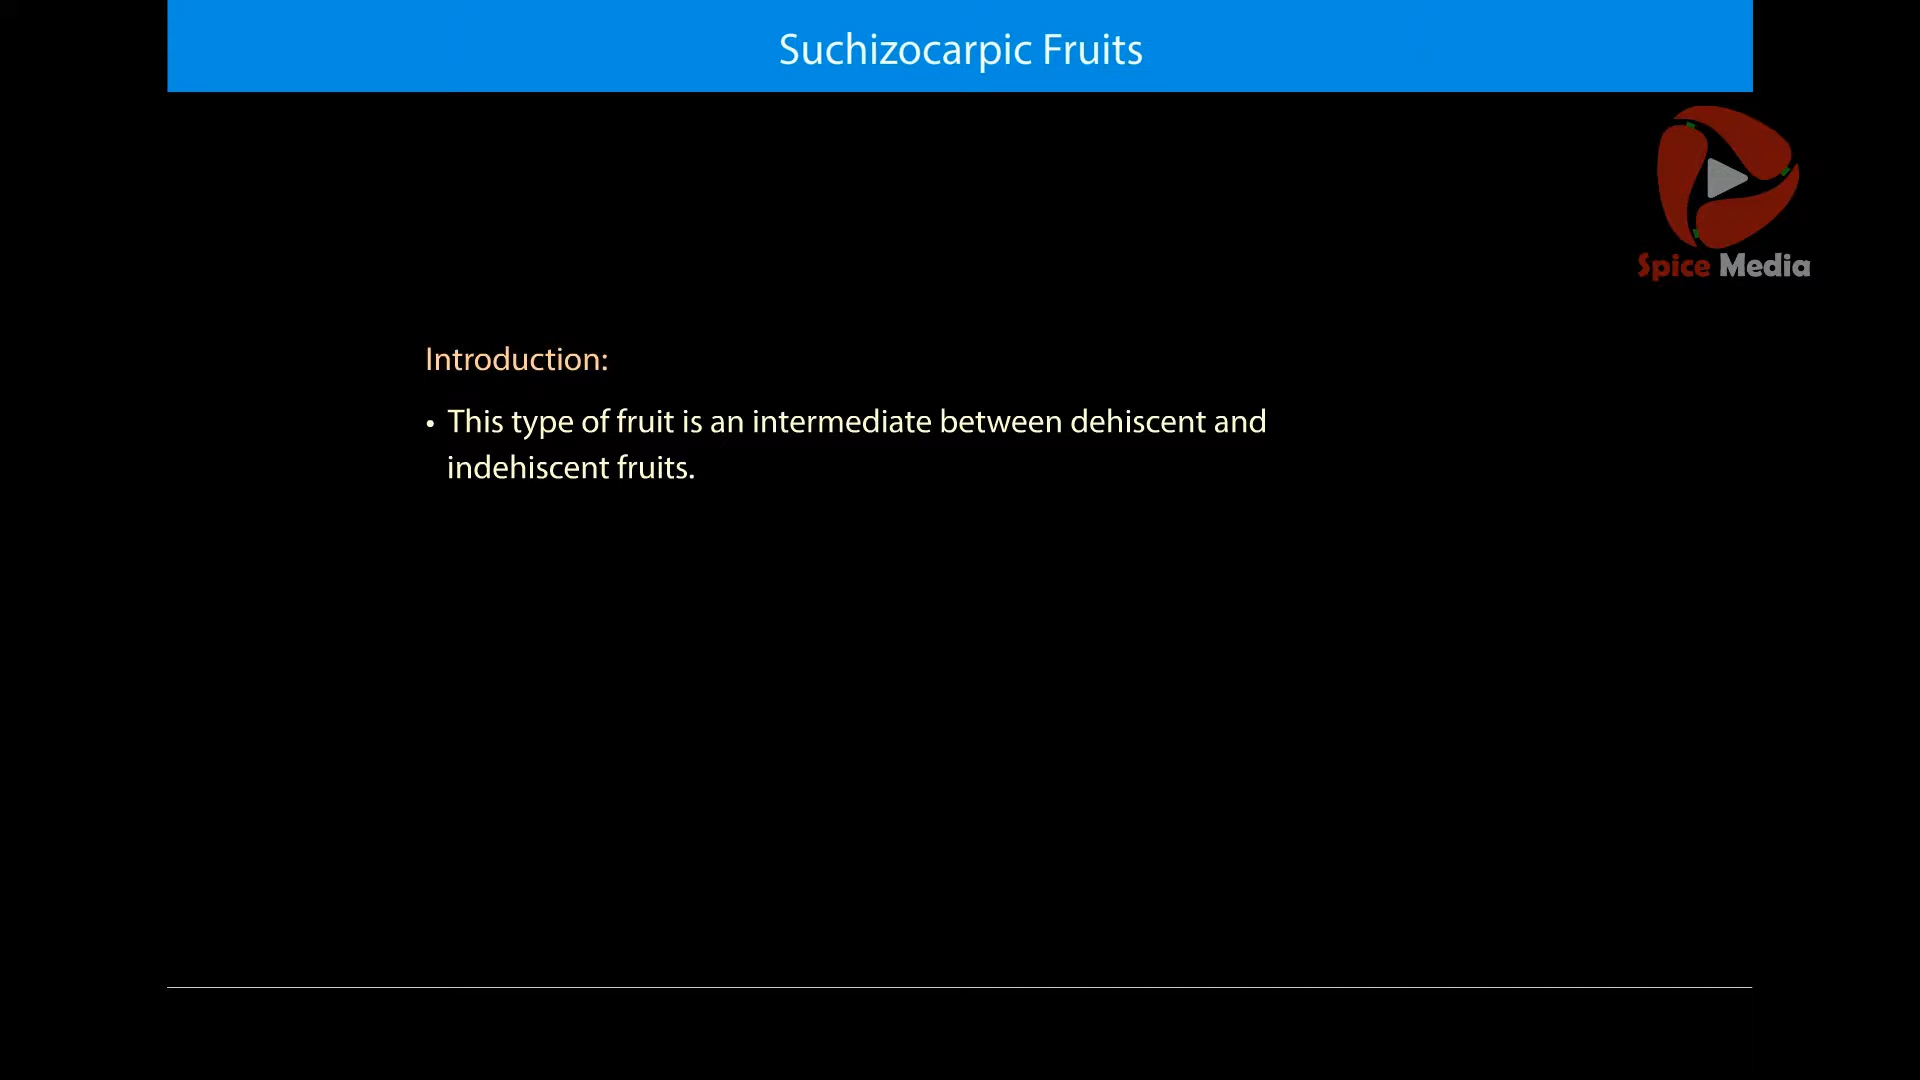 Suchizocarpic Fruits
Spice Media
Introduction:
• This type of fruit is an intermediate between dehiscent and
indehiscent fruits.